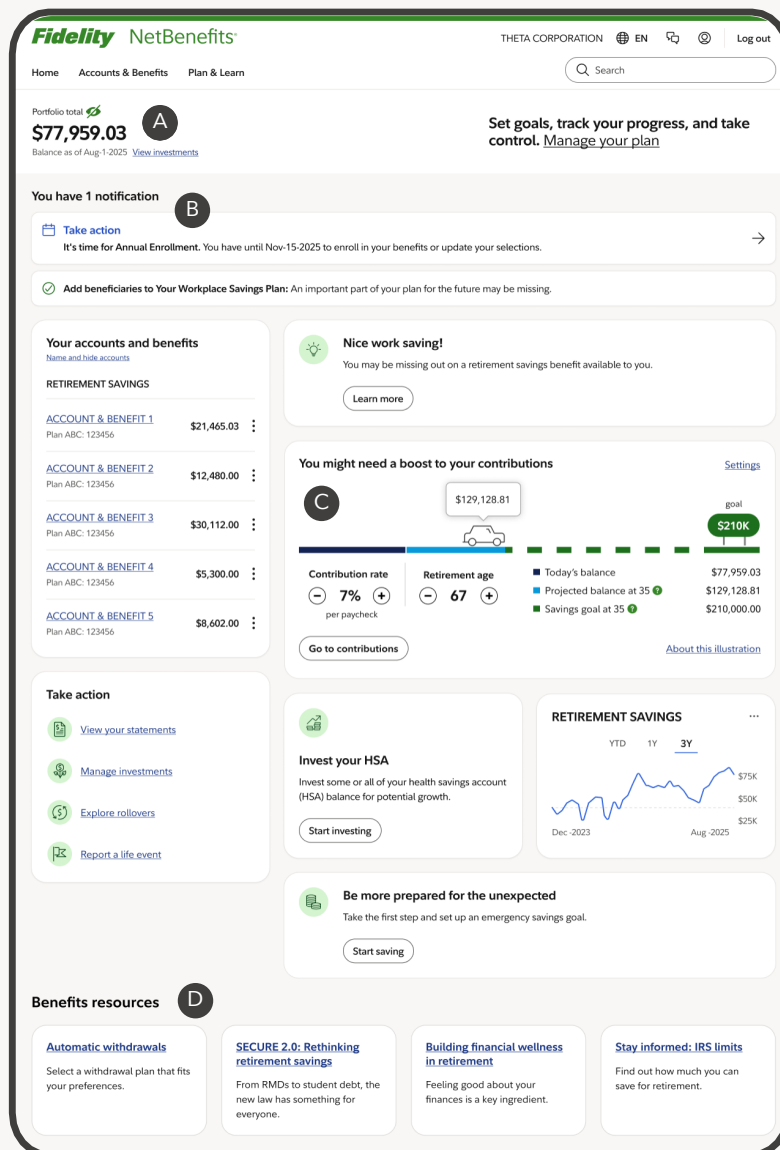 Fidelity NetBenefits®
THETA CORPORATION EN Log out
Home Accounts & Benefits Plan & Learn
Search
Portfolio total
$77,959.03
A
Balance as of Aug-1-2025 View investments
Set goals, track your progress, and take
control. Manage your plan
You have 1 notification
B
Take action
It's time for Annual Enrollment. You have until Nov-15-2025 to enroll in your benefits or update your selections.
Add beneficiaries to Your Workplace Savings Plan: An important part of your plan for the future may be missing.
Your accounts and benefits
Name and hide accounts
RETIREMENT SAVINGS
ACCOUNT & BENEFIT 1
Plan ABC: 123456
$21,465.03
ACCOUNT & BENEFIT 2
Plan ABC: 123456
$12,480.00
ACCOUNT & BENEFIT 3
Plan ABC: 123456
$30,112.00
ACCOUNT & BENEFIT 4
Plan ABC: 123456
$5,300.00
ACCOUNT & BENEFIT 5
Plan ABC: 123456
$8,602.00
Nice work saving!
You may be missing out on a retirement savings benefit available to you.
Learn more
You might need a boost to your contributions
Settings
C
$129,128.81
goal
$210K
Contribution rate
7%
per paycheck
Retirement age
67
Today's balance $77,959.03
Projected balance at 35 ? $129,128.81
Savings goal at 35 ? $210,000.00
Go to contributions
About this illustration
Take action
View your statements
Manage investments
Explore rollovers
Report a life event
Invest your HSA
Invest some or all of your health savings account
(HSA) balance for potential growth.
Start investing
RETIREMENT SAVINGS
YTD 1Y 3Y
$75K
$50K
$25K
Dec -2023 Aug -2025
Be more prepared for the unexpected
Take the first step and set up an emergency savings goal.
Start saving
Benefits resources
D
Automatic withdrawals
Select a withdrawal plan that fits
your preferences.
SECURE 2.0: Rethinking
retirement savings
From RMDs to student debt, the
new law has something for
everyone.
Building financial wellness
in retirement
Feeling good about your
finances is a key ingredient.
Stay informed: IRS limits
Find out how much you can
save for retirement.